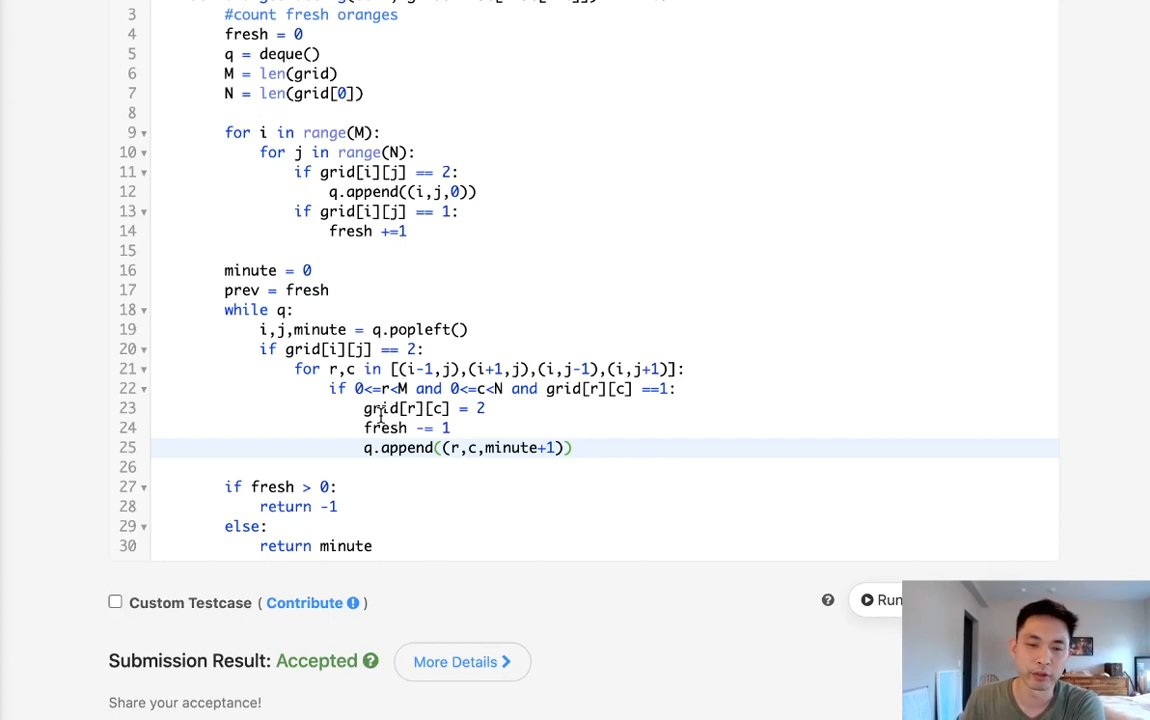 3 #count fresh oranges
4 fresh = 0
5 q = deque()
6 M = len(grid)
7 N = len(grid[0])
8
9 for i in range(M):
10 for j in range(N):
11 if grid[i][j] == 2:
12 q.append((i,j,0))
13 if grid[i][j] == 1:
14 fresh +=1
15
16 minute = 0
17 prev = fresh
18 while q:
19 i,j,minute = q.popleft()
20 if grid[i][j] == 2:
21 for r,c in [(i-1,j),(i+1,j),(i,j-1),(i,j+1)]:
22 if 0<=r<M and 0<=c<N and grid[r][c] ==1:
23 grid[r][c] = 2
24 fresh -= 1
25 q.append((r,c,minute+1))
26
27 if fresh > 0:
28 return -1
29 else:
30 return minute
Custom Testcase ( Contribute )
? Run
Submission Result: Accepted ? More Details
Share your acceptance!